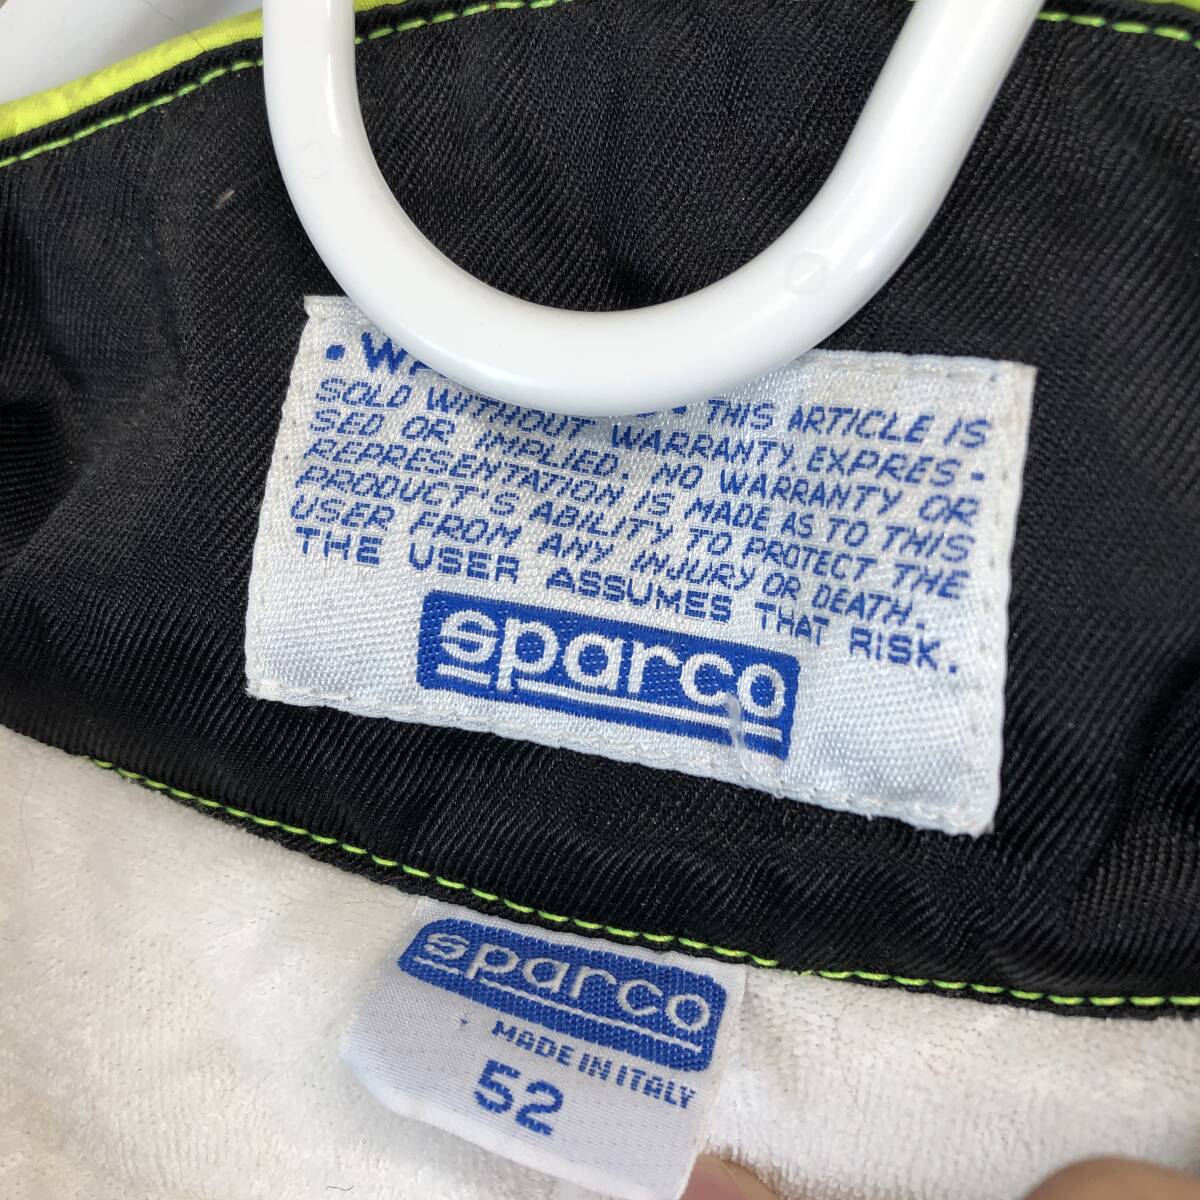 THIS ARTICLE IS
SOLD WITHOUT WARRANTY, EXPRES-
SED OR IMPLIED. NO WARRANTY OR
REPRESENTATION IS MADE AS TO THIS
PRODUCT'S ABILITY TO PROTECT THE
USER FROM ANY INJURY OR DEATH.
THE USER ASSUMES THAT RISK.
sparco
sparco
MADE IN ITALY
52